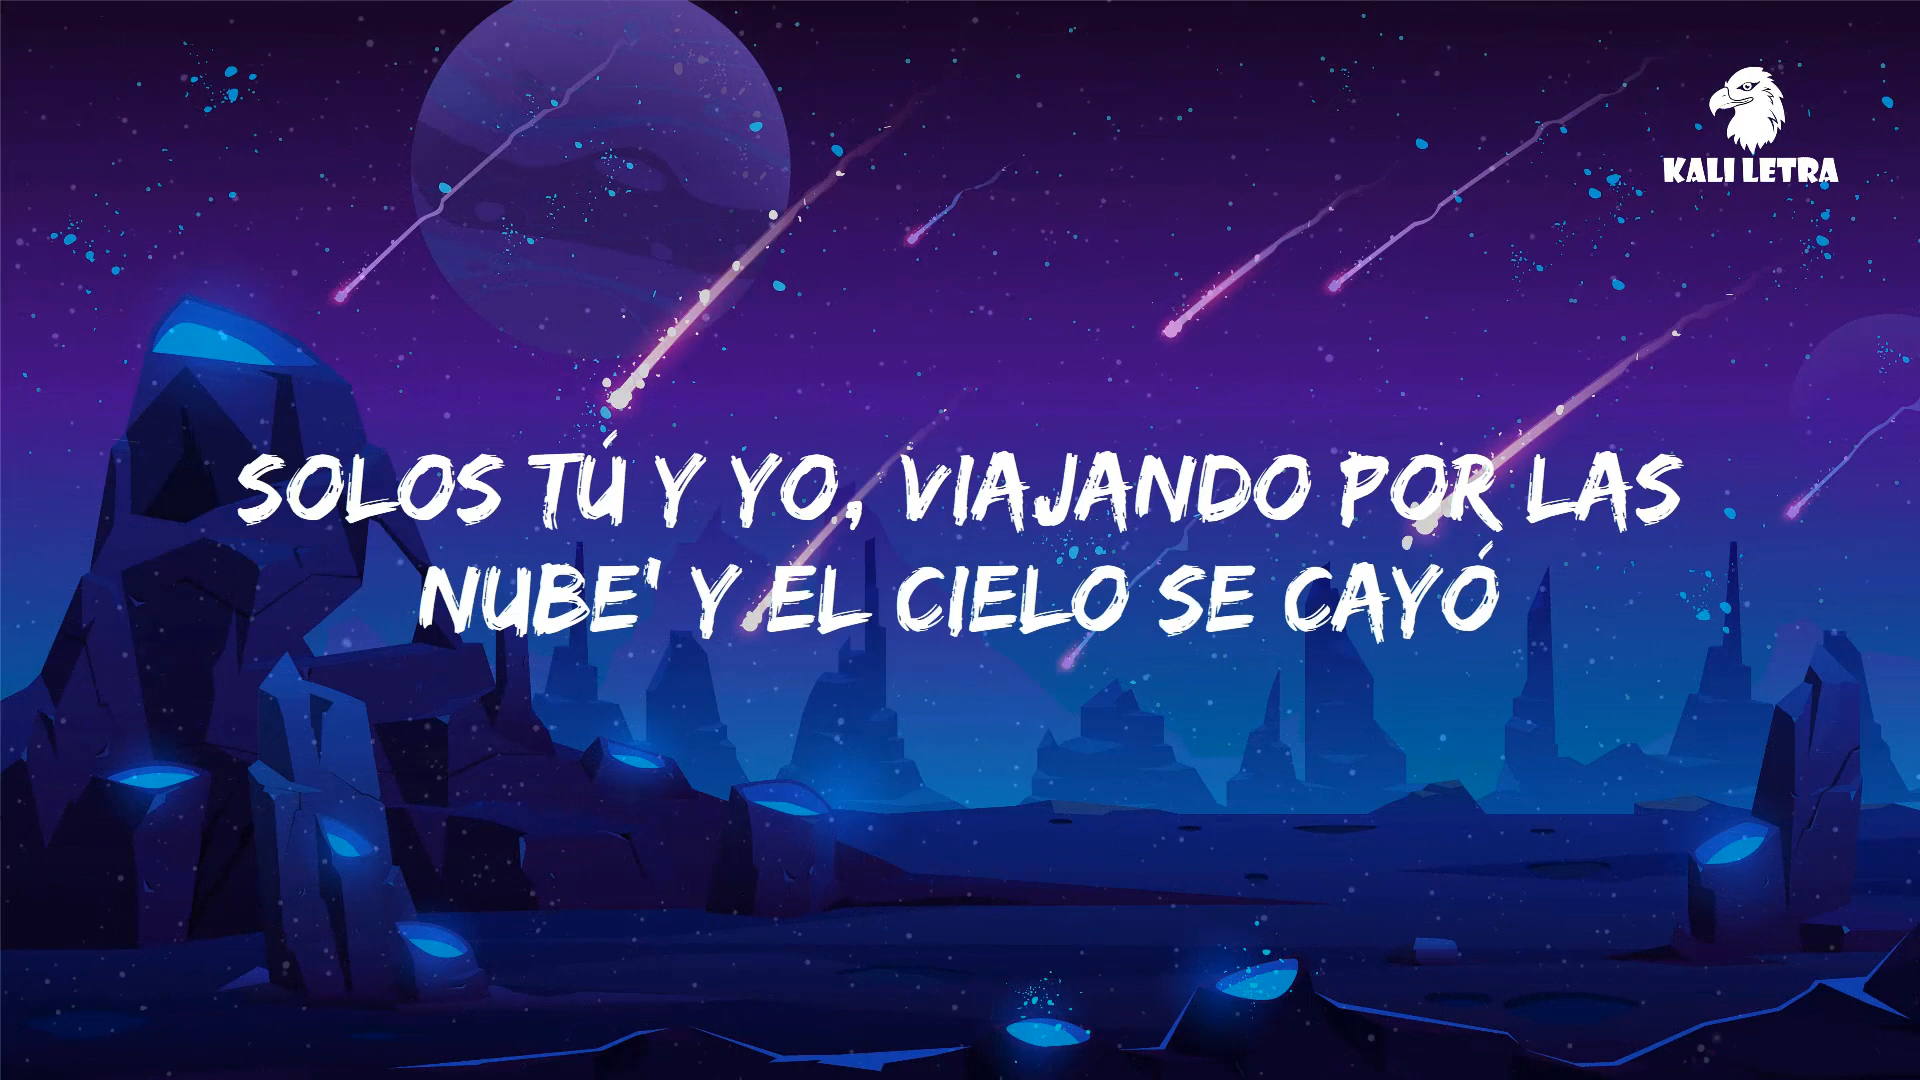 KALI LETRA
SOLOS TÚ Y YO, VIAJANDO POR LAS
NUBE' Y EL CIELO SE CAYÓ